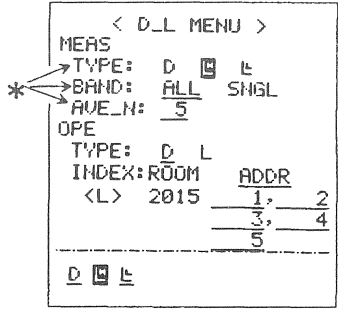 < D_L MENU >
MEAS
* TYPE: D L Ŀ
BAND: ALL SNGL
AVE_N: 5
OPE
TYPE: D L
INDEX: ROOM ADDR
<L> 2015 1, 2
3, 4
5
D L Ŀ